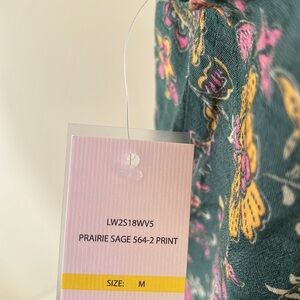 LW2S18WV5
PRAIRIE SAGE 564-2 PRINT
SIZE: M